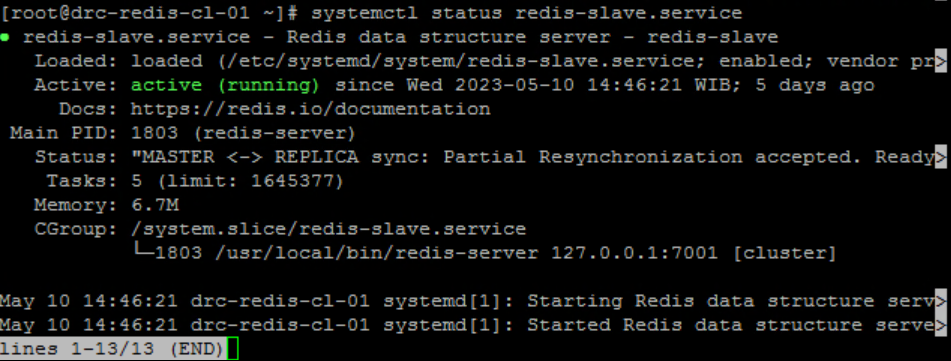 [root@drc-redis-cl-01 ~]# systemctl status redis-slave.service
● redis-slave.service - Redis data structure server - redis-slave
   Loaded: loaded (/etc/systemd/system/redis-slave.service; enabled; vendor pr>
   Active: active (running) since Wed 2023-05-10 14:46:21 WIB; 5 days ago
     Docs: https://redis.io/documentation
 Main PID: 1803 (redis-server)
   Status: "MASTER <-> REPLICA sync: Partial Resynchronization accepted. Ready>
    Tasks: 5 (limit: 1645377)
   Memory: 6.7M
   CGroup: /system.slice/redis-slave.service
           └─1803 /usr/local/bin/redis-server 127.0.0.1:7001 [cluster]

May 10 14:46:21 drc-redis-cl-01 systemd[1]: Starting Redis data structure serv>
May 10 14:46:21 drc-redis-cl-01 systemd[1]: Started Redis data structure serve>
lines 1-13/13 (END)